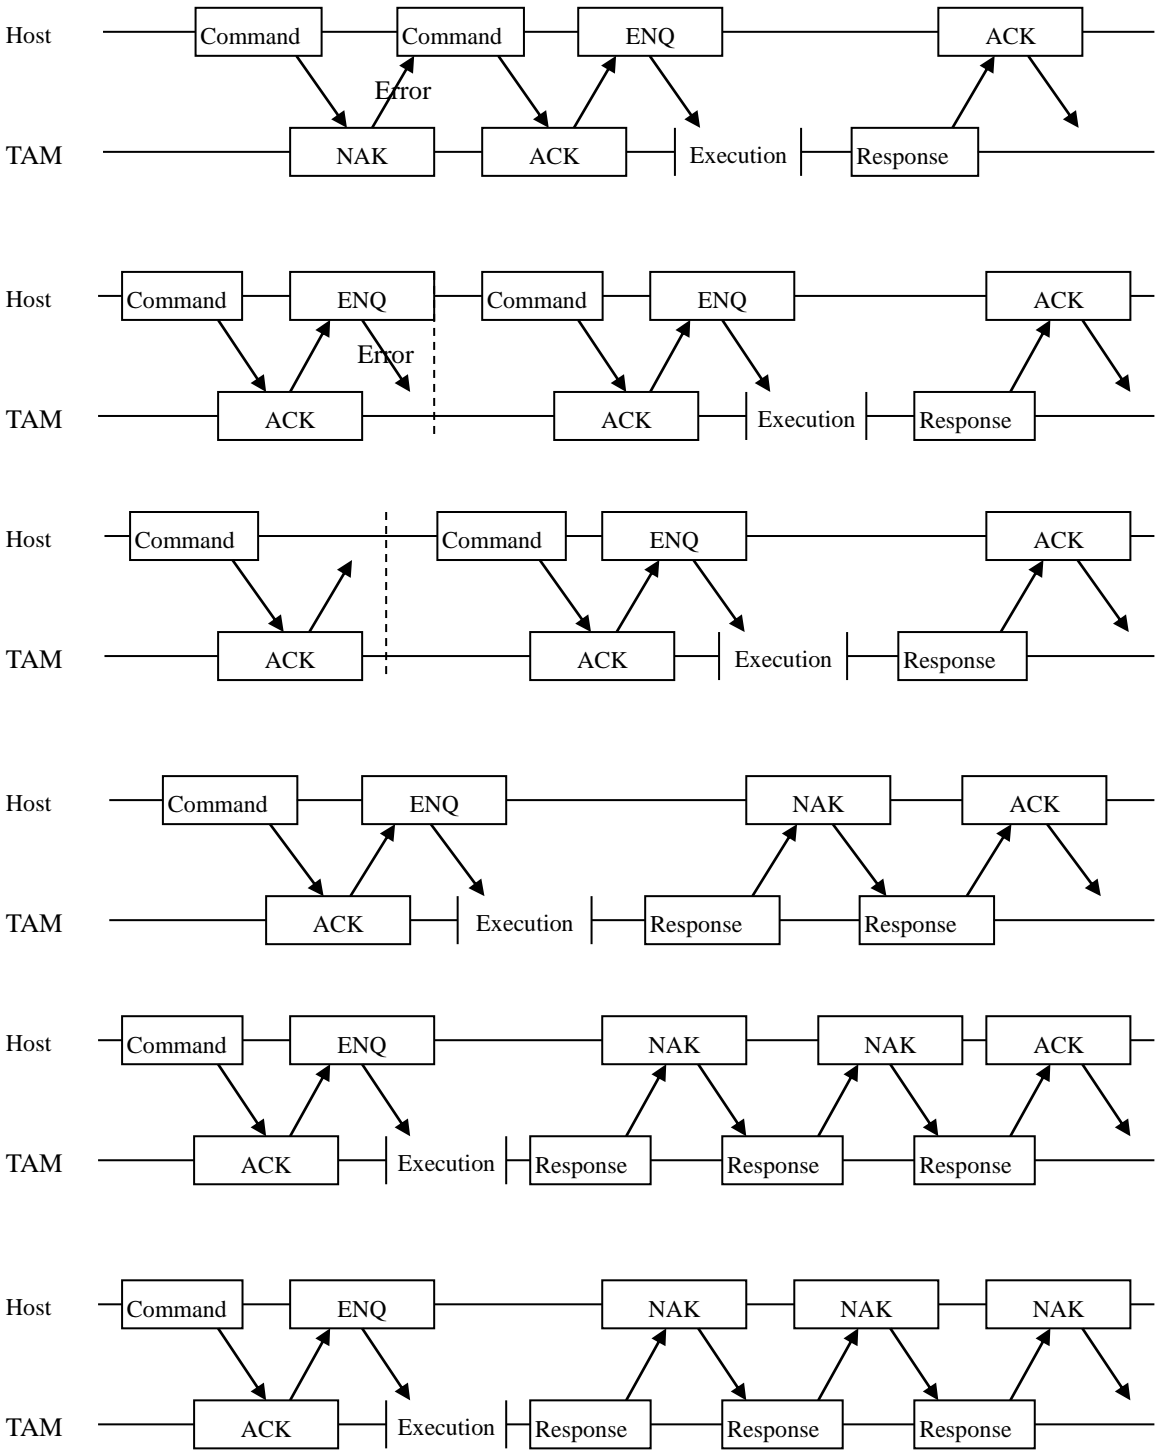 Host Command Command ENQ ACK
Error
TAM NAK ACK Execution Response
Host Command ENQ Command ENQ ACK
Error
TAM ACK ACK Execution Response
Host Command Command ENQ ACK
TAM ACK ACK Execution Response
Host Command ENQ NAK ACK
TAM ACK Execution Response Response
Host Command ENQ NAK NAK ACK
TAM ACK Execution Response Response Response
Host Command ENQ NAK NAK NAK
TAM ACK Execution Response Response Response